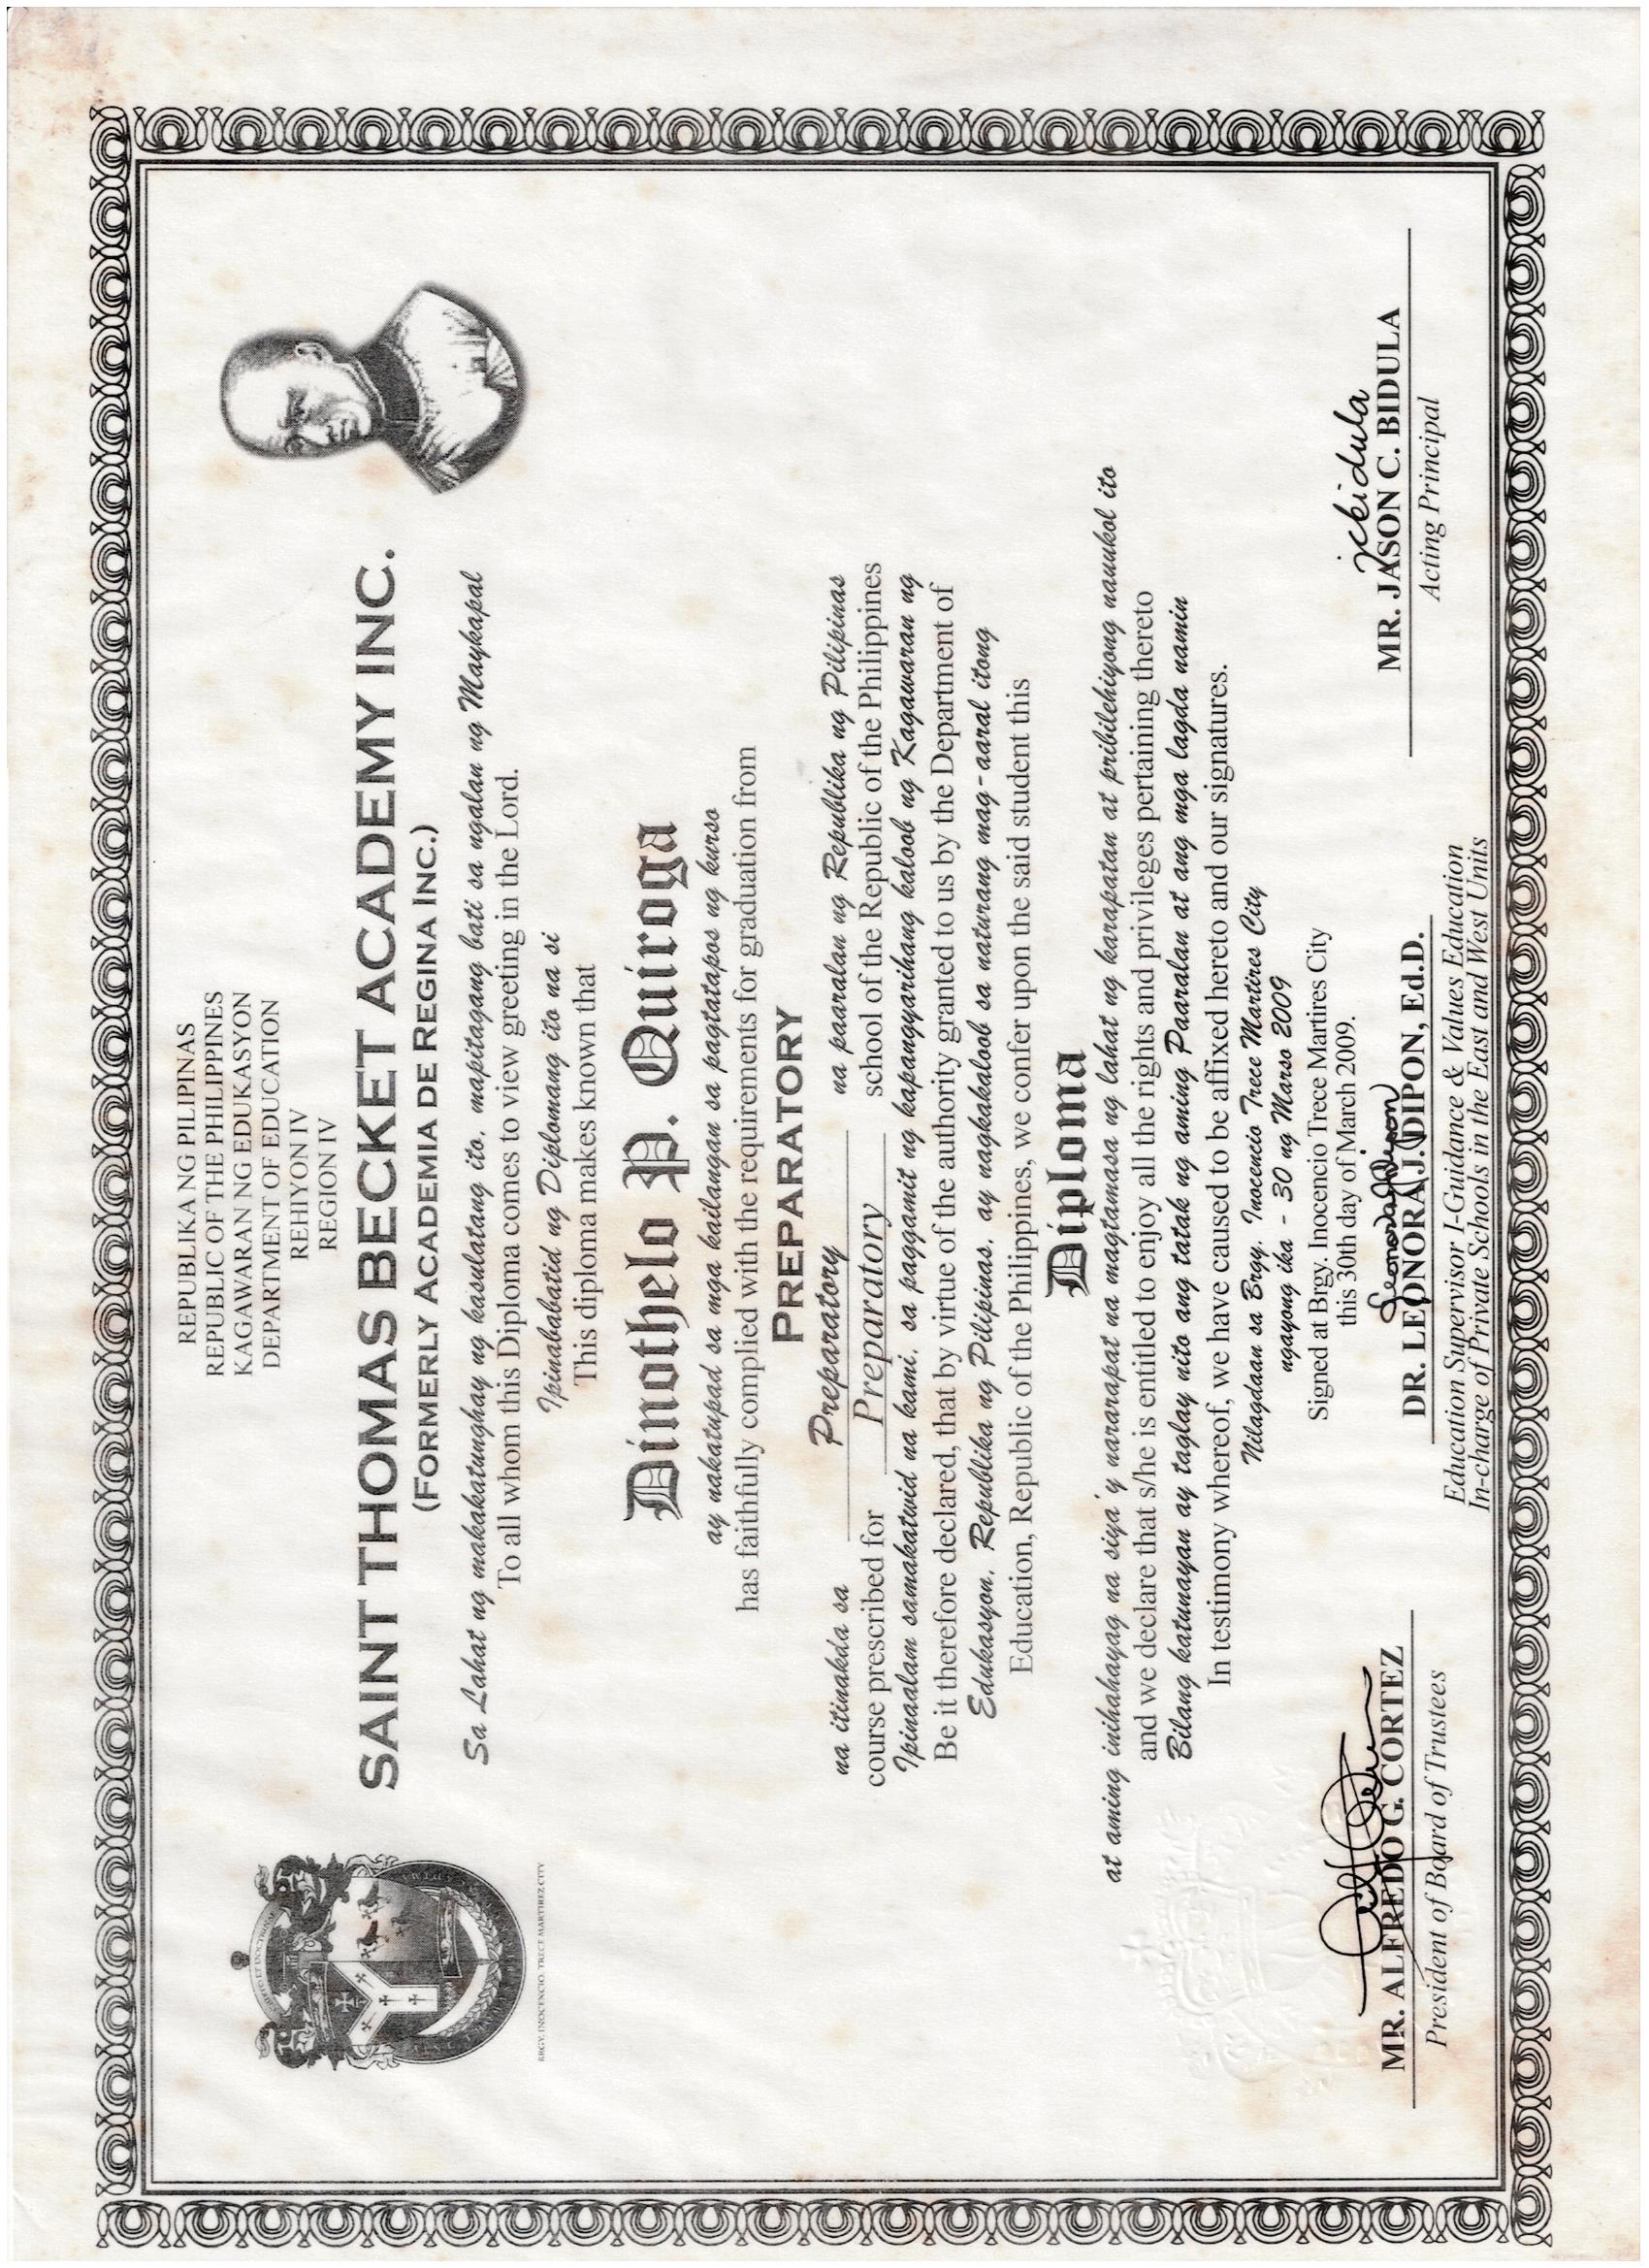 REPUBLIKA NG PILIPINAS
REPUBLIC OF THE PHILIPPINES
KAGAWARAN NG EDUKASYON
DEPARTMENT OF EDUCATION
REHIYON IV
REGION IV
SAINT THOMAS BECKET ACADEMY INC.
(FORMERLY ACADEMIA DE REGINA INC.)
BRGY. INOCENCIO, TRECE MARTIREZ CITY
Sa Lahat ng makakatunghay ng kasulatang ito, mapitagang bati sa ngalan ng Maykapal
To all whom this Diploma comes to view greeting in the Lord.
Ipinababatid ng Diplomang ito na si
This diploma makes known that
Dinothelo P. Quiroga
ay nakatupad sa mga kailangan sa pagtatapos ng kurso
has faithfully complied with the requirements for graduation from
PREPARATORY
na itinakda sa Preparatory na paaralan ng Republika ng Pilipinas
course prescribed for Preparatory school of the Republic of the Philippines
Ipinaalam samakatwid na kami, sa paggamit ng kapangyarihang kaloob ng Kagawaran ng
Be it therefore declared, that by virtue of the authority granted to us by the Department of
Edukasyon, Republika ng Pilipinas, ay nagkakaloob sa naturang mag-aaral itong
Education, Republic of the Philippines, we confer upon the said student this
Diploma
at aming inihahayag na siya'y nararapat na magtamasa ng lahat ng karapatan at pribilehiyong nauukol ito
and we declare that s/he is entitled to enjoy all the rights and privileges pertaining thereto
Bilang katunayan ay taglay nito ang tatak ng aming Paaralan at ang mga lagda namin
In testimony whereof, we have caused to be affixed hereto and our signatures.
Nilagdaan sa Brgy. Inocencio Trece Martires City
ngayong ika - 30 ng Marso 2009
Signed at Brgy. Inocencio Trece Martires City
this 30th day of March 2009.
MR. ALFREDO G. CORTEZ
President of Board of Trustees
Leonora J. Dipon
DR. LEONORA J. DIPON, Ed.D.
Education Supervisor I-Guidance & Values Education
In-charge of Private Schools in the East and West Units
jcbidula
MR. JASON C. BIDULA
Acting Principal